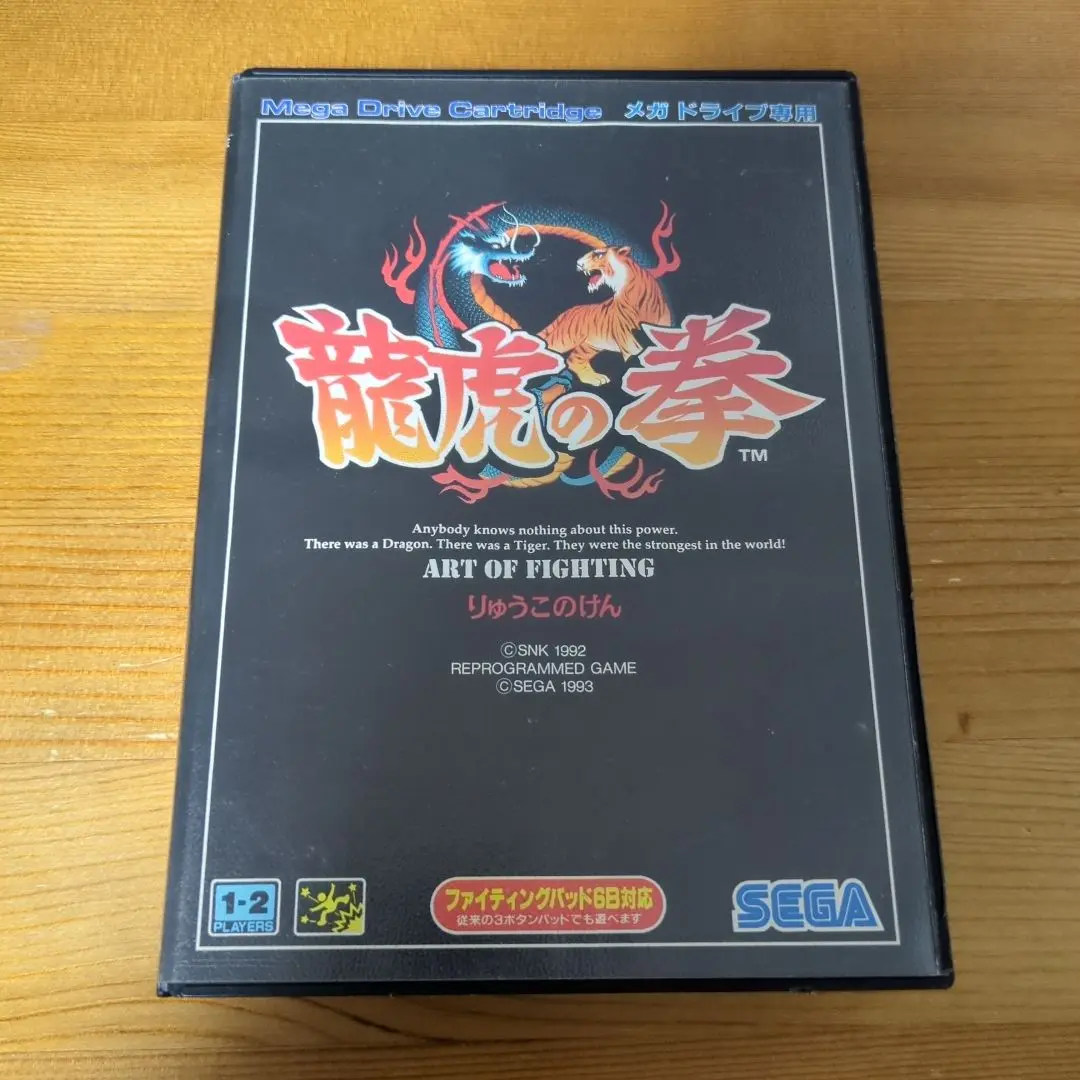 Mega Drive Cartridge メガドライブ専用
龍虎の拳
TM
Anybody knows nothing about this power.
There was a Dragon. There was a Tiger. They were the strongest in the world!
ART OF FIGHTING
りゅうこのけん
©SNK 1992
REPROGRAMMED GAME
©SEGA 1993
1-2
PLAYERS
ファイティングパッド6B対応
従来の3ボタンパッドでも遊べます
SEGA